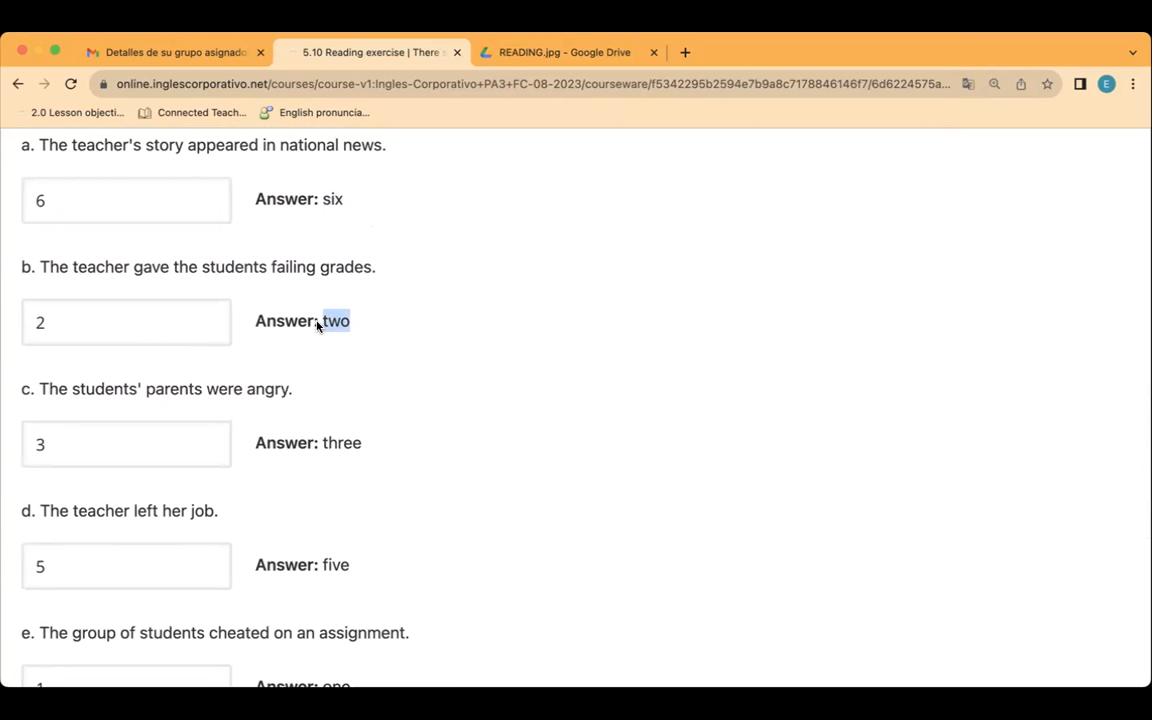 Detalles de su grupo asignado
5.10 Reading exercise | There
READING.jpg - Google Drive
online.inglescorporativo.net/courses/course-v1:Ingles-Corporativo+PA3+FC-08-2023/courseware/f5342295b2594e7b9a8c7178846146f7/6d6224575a...
E
2.0 Lesson objecti...
Connected Teach...
English pronuncia...
a. The teacher's story appeared in national news.
6
Answer: six
b. The teacher gave the students failing grades.
2
Answer: two
c. The students' parents were angry.
3
Answer: three
d. The teacher left her job.
5
Answer: five
e. The group of students cheated on an assignment.
1
Answer: one